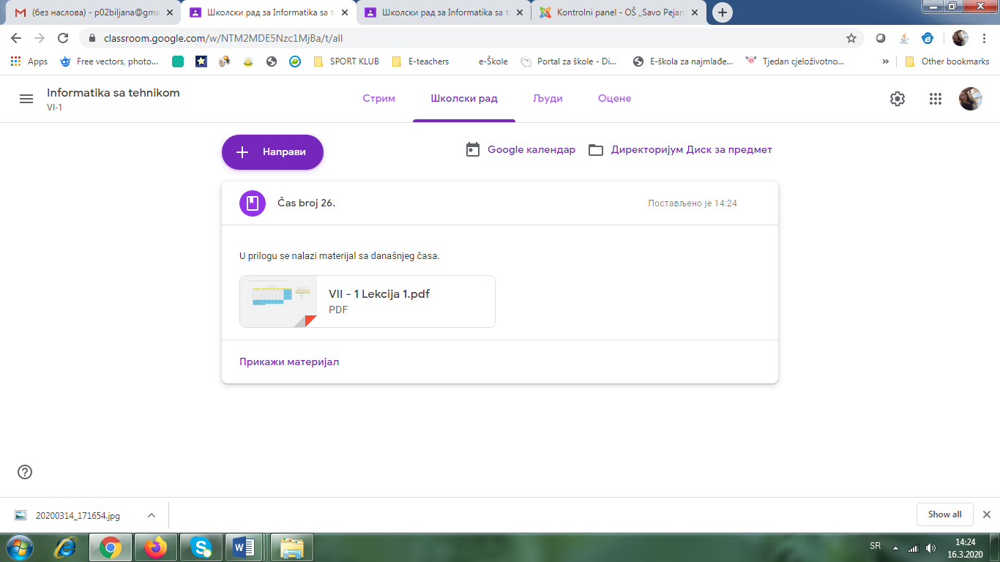 (без наслова) - p02biljana@gma
Школски рад за Informatika sa t
Школски рад за Informatika sa t
Kontrolni panel - OŠ „Savo Pejan
classroom.google.com/w/NTM2MDE5Nzc1MjBa/t/all
Apps
Free vectors, photo...
SPORT KLUB
E-teachers
e-Škole
Portal za škole - Di...
E-škola za najmlađe...
Tjedan cjeloživotno...
»
Other bookmarks
Informatika sa tehnikom
VI-1
Стрим
Школски рад
Људи
Оцене
Направи
Google календар
Директоријум Диск за предмет
Čas broj 26.
Постављено је 14:24
U prilogu se nalazi materijal sa današnjeg časa.
VII - 1 Lekcija 1.pdf
PDF
Прикажи материјал
20200314_171654.jpg
Show all
SR
14:24
16.3.2020